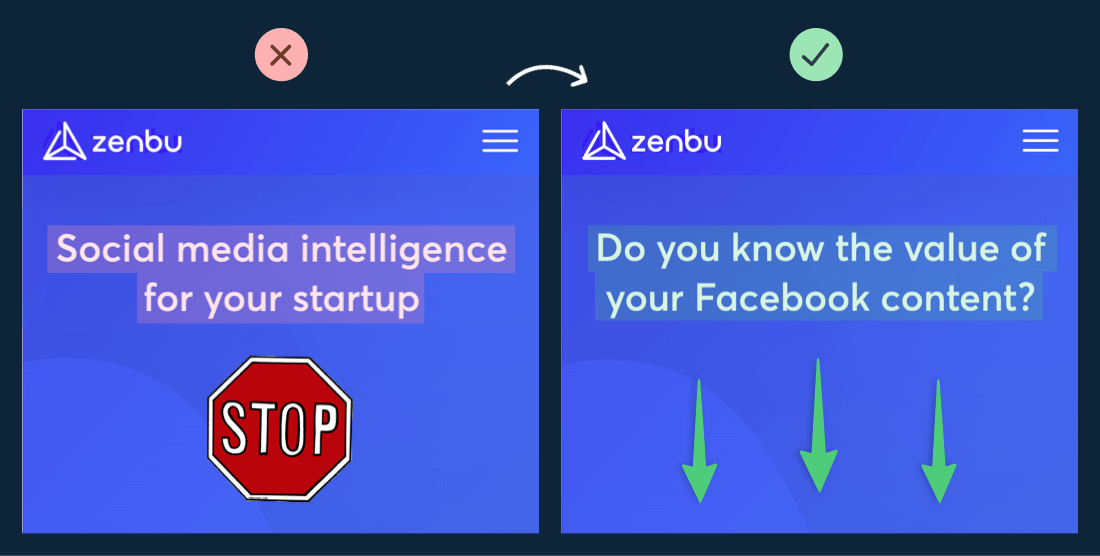 zenbu
Social media intelligence
for your startup
STOP
zenbu
Do you know the value of
your Facebook content?